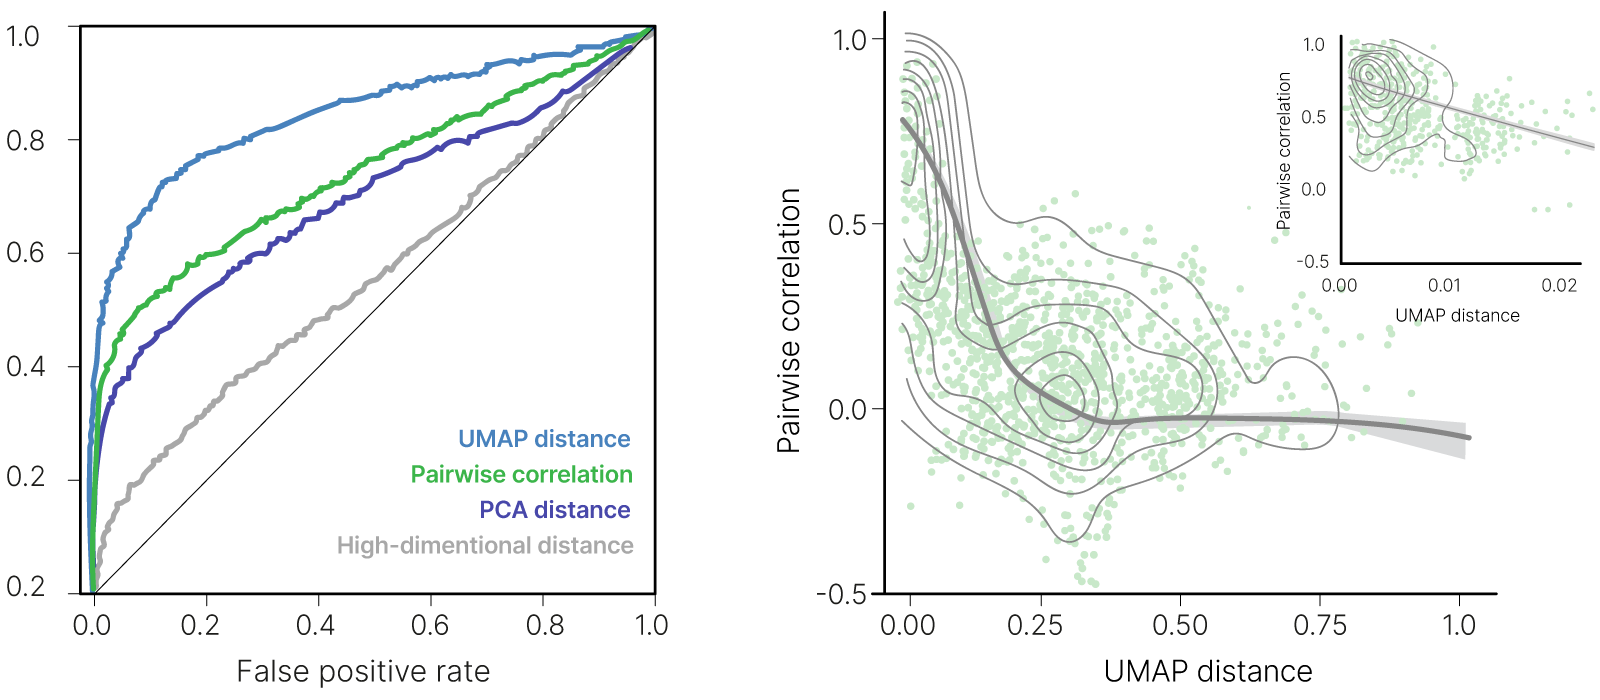 1.0
0.8
0.6
0.4
0.2
0.2
0.0 0.2 0.4 0.6 0.8 1.0
False positive rate
UMAP distance
Pairwise correlation
PCA distance
High-dimentional distance
Pairwise correlation
1.0
0.5
0.0
-0.5
0.00 0.25 0.50 0.75 1.0
UMAP distance
Pairwise correlation
1.0
0.5
0.0
-0.5
0.00 0.01 0.02
UMAP distance